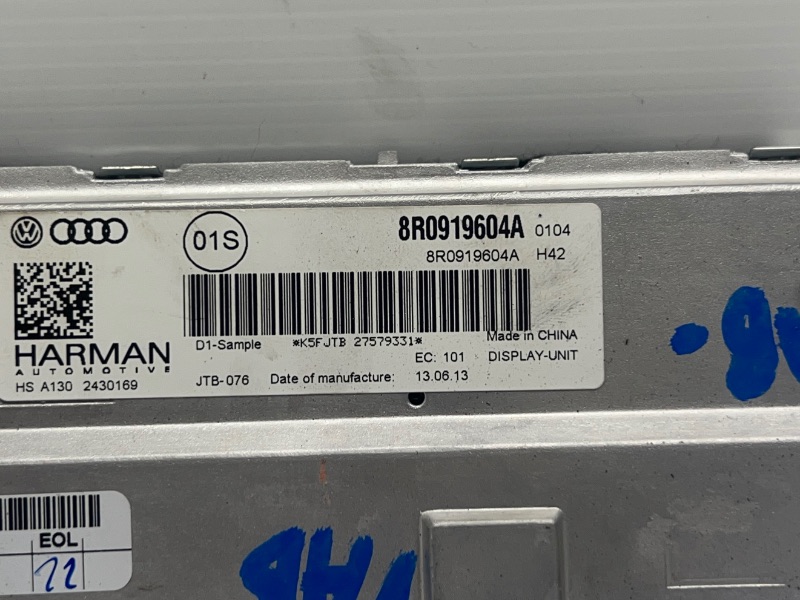 01S
8R0919604A 0104
8R0919604A H42
HARMAN
AUTOMOTIVE
HS A130 2430169
D1-Sample *K5FJTB 27579331* Made in CHINA
EC: 101 DISPLAY-UNIT
JTB-076 Date of manufacture: 13.06.13
EOL